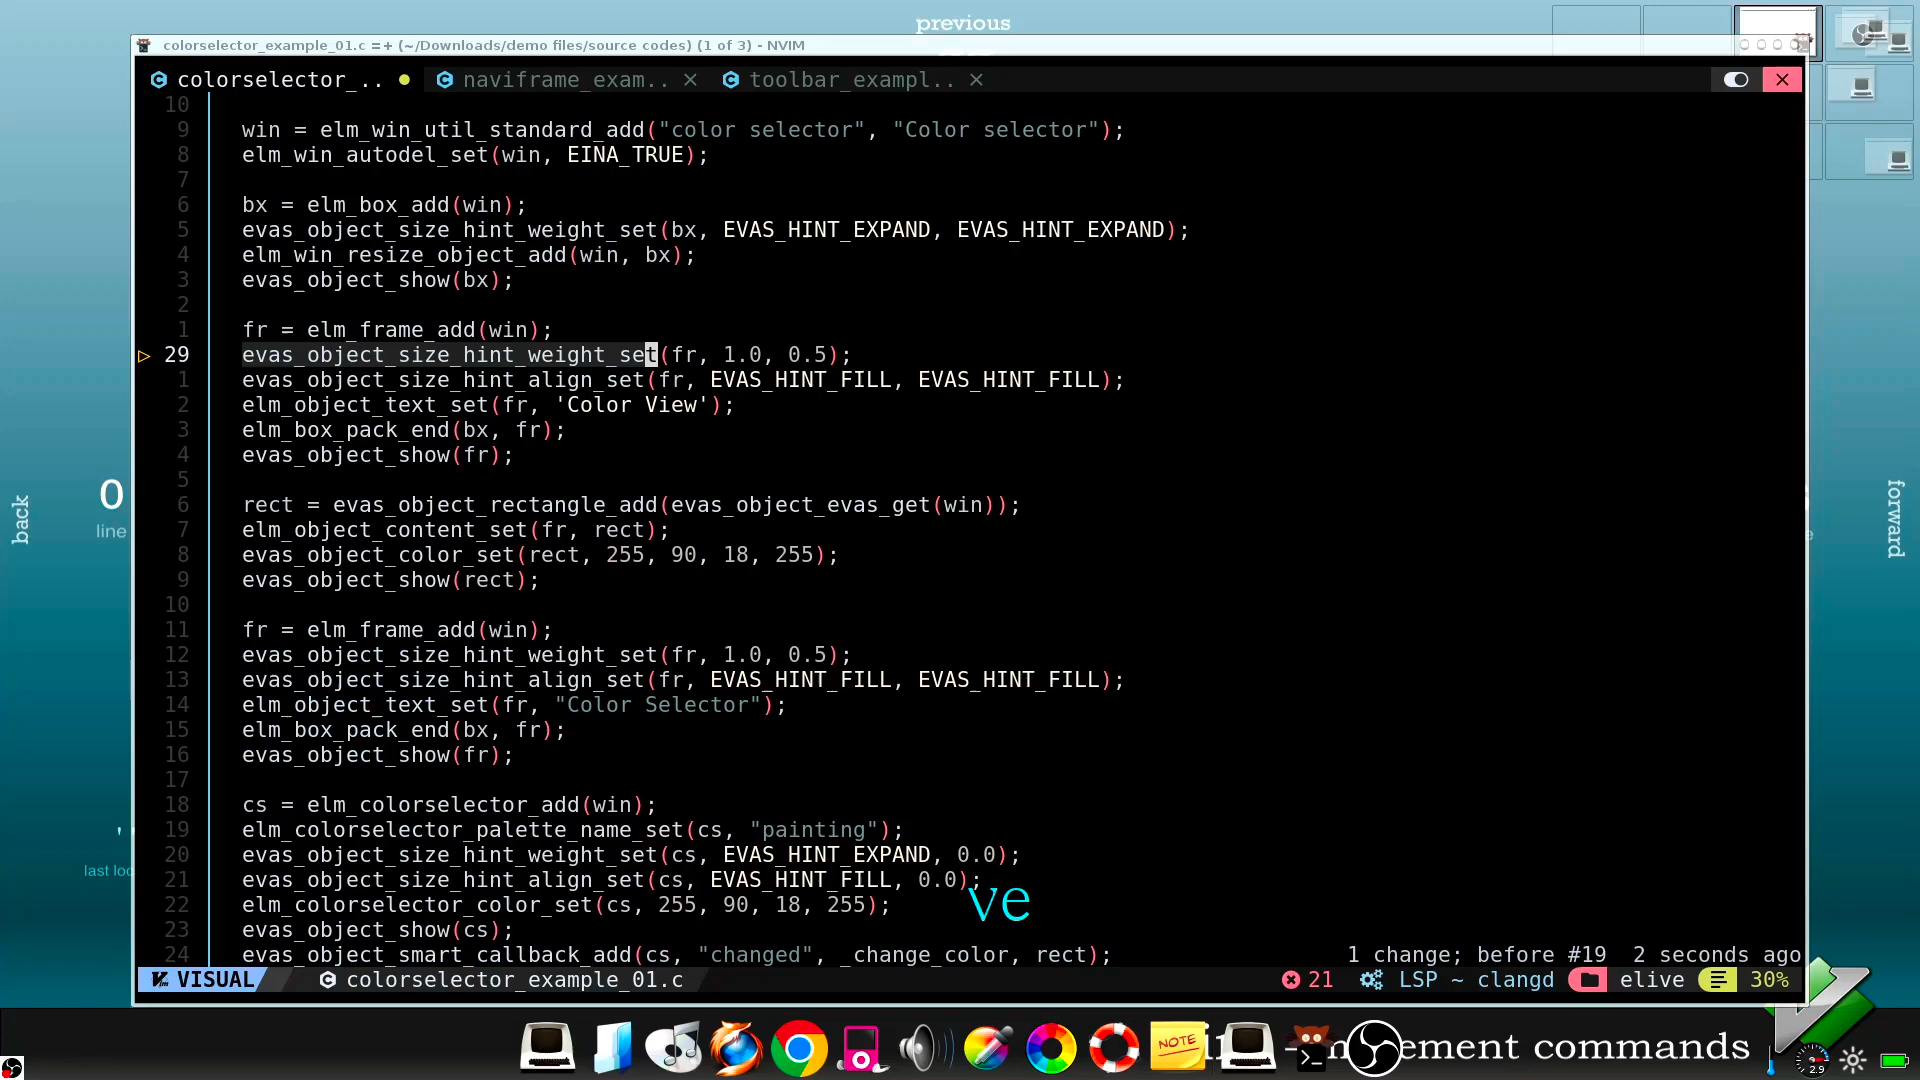 previous
colorselector_example_01.c =+ (~/Downloads/demo files/source codes) (1 of 3) - NVIM
colorselector_.. naviframe_exam.. toolbar_exampl..
10
9 win = elm_win_util_standard_add("color selector", "Color selector");
8 elm_win_autodel_set(win, EINA_TRUE);
7
6 bx = elm_box_add(win);
5 evas_object_size_hint_weight_set(bx, EVAS_HINT_EXPAND, EVAS_HINT_EXPAND);
4 elm_win_resize_object_add(win, bx);
3 evas_object_show(bx);
2
1 fr = elm_frame_add(win);
29 evas_object_size_hint_weight_set(fr, 1.0, 0.5);
1 evas_object_size_hint_align_set(fr, EVAS_HINT_FILL, EVAS_HINT_FILL);
2 elm_object_text_set(fr, 'Color View');
3 elm_box_pack_end(bx, fr);
4 evas_object_show(fr);
5
6 rect = evas_object_rectangle_add(evas_object_evas_get(win));
7 elm_object_content_set(fr, rect);
8 evas_object_color_set(rect, 255, 90, 18, 255);
9 evas_object_show(rect);
10
11 fr = elm_frame_add(win);
12 evas_object_size_hint_weight_set(fr, 1.0, 0.5);
13 evas_object_size_hint_align_set(fr, EVAS_HINT_FILL, EVAS_HINT_FILL);
14 elm_object_text_set(fr, "Color Selector");
15 elm_box_pack_end(bx, fr);
16 evas_object_show(fr);
17
18 cs = elm_colorselector_add(win);
19 elm_colorselector_palette_name_set(cs, "painting");
20 evas_object_size_hint_weight_set(cs, EVAS_HINT_EXPAND, 0.0);
21 evas_object_size_hint_align_set(cs, EVAS_HINT_FILL, 0.0);
22 elm_colorselector_color_set(cs, 255, 90, 18, 255);
23 evas_object_show(cs);
24 evas_object_smart_callback_add(cs, "changed", _change_color, rect);
ve
1 change; before #19 2 seconds ago
VISUAL colorselector_example_01.c 21 LSP ~ clangd elive 30%
back
0
line
last loc
forward
NOTE
ement commands
2.9